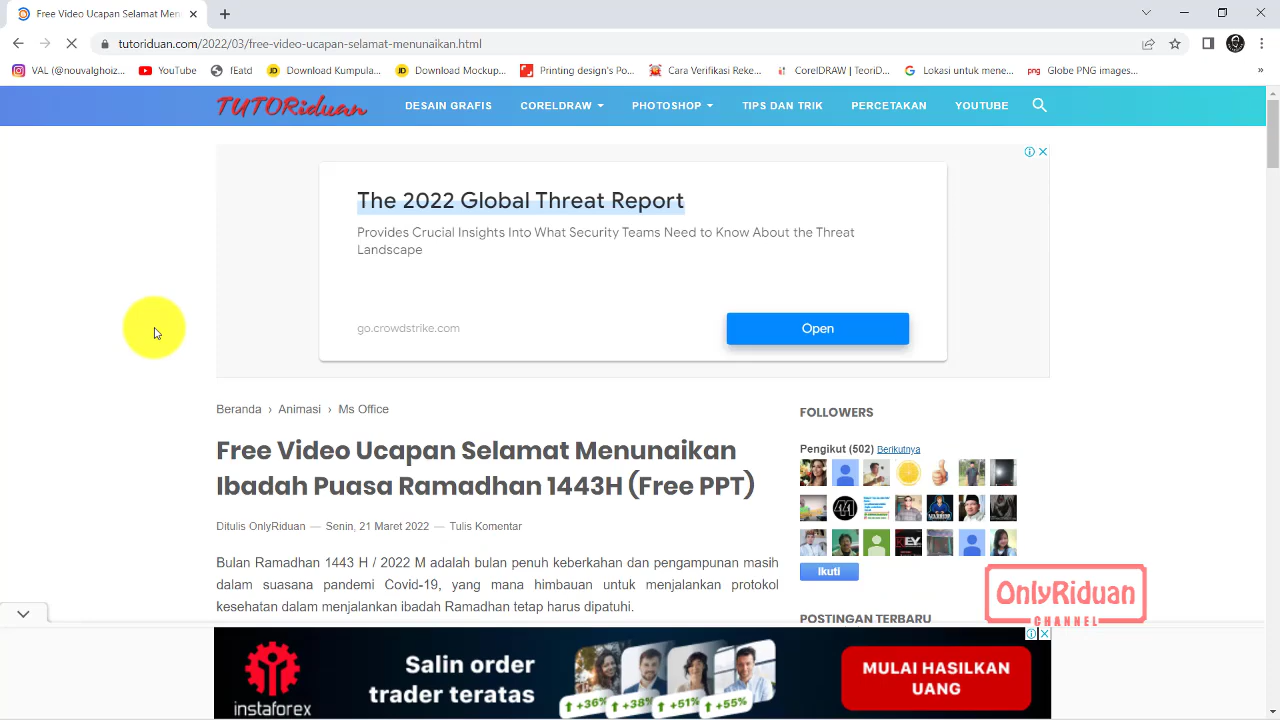 Free Video Ucapan Selamat Menun
tutoriduan.com/2022/03/free-video-ucapan-selamat-menunaikan.html
VAL (@nouvalghoiz...
YouTube
fEatd
Download Kumpula...
Download Mockup...
Printing design's Po...
Cara Verifikasi Reke...
CorelDRAW | TeoriD...
Lokasi untuk mene...
png
Globe PNG images...
»
TUTORiduan
DESAIN GRAFIS
CORELDRAW
PHOTOSHOP
TIPS DAN TRIK
PERCETAKAN
YOUTUBE
The 2022 Global Threat Report
Provides Crucial Insights Into What Security Teams Need to Know About the Threat
Landscape
go.crowdstrike.com
Open
Beranda › Animasi › Ms Office
Free Video Ucapan Selamat Menunaikan
Ibadah Puasa Ramadhan 1443H (Free PPT)
Ditulis OnlyRiduan — Senin, 21 Maret 2022 — Tulis Komentar
Bulan Ramadhan 1443 H / 2022 M adalah bulan penuh keberkahan dan pengampunan masih
dalam suasana pandemi Covid-19, yang mana himbauan untuk menjalankan protokol
kesehatan dalam menjalankan ibadah Ramadhan tetap harus dipatuhi.
FOLLOWERS
Pengikut (502) Berikutnya
Ikuti
OnlyRiduan
CHANNEL
POSTINGAN TERBARU
instaforex
Salin order
trader teratas
+36%
+38%
+51%
+55%
MULAI HASILKAN
UANG